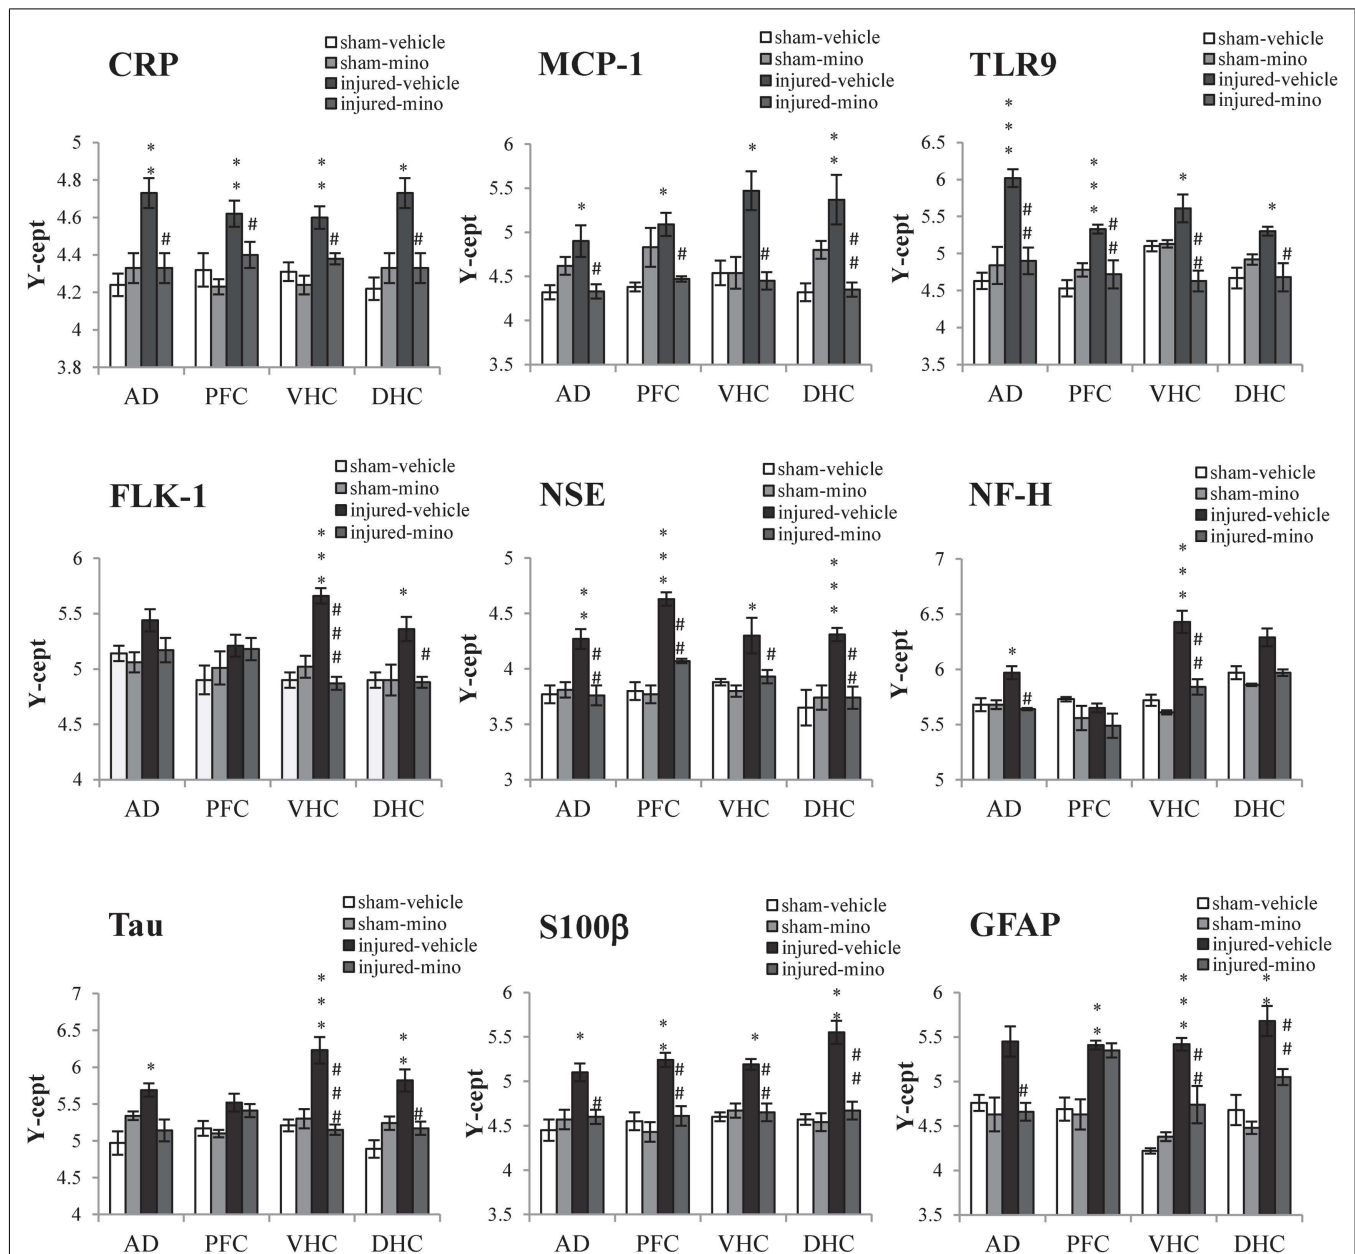 CRP
sham-vehicle
sham-mino
injured-vehicle
injured-mino
Y-cept
5
4.8
4.6
4.4
4.2
4
3.8
* *
#
* *
#
* *
#
*
#
AD PFC VHC DHC
MCP-1
sham-vehicle
sham-mino
injured-vehicle
injured-mino
Y-cept
6
5.5
5
4.5
4
3.5
*
#
*
#
*
#
* *
# #
AD PFC VHC DHC
TLR9
sham-vehicle
sham-mino
injured-vehicle
injured-mino
Y-cept
6.5
6
5.5
5
4.5
4
3.5
* * *
# #
* * *
# #
*
# #
*
#
AD PFC VHC DHC
FLK-1
sham-vehicle
sham-mino
injured-vehicle
injured-mino
Y-cept
6
5.5
5
4.5
4
* * *
# # #
*
#
AD PFC VHC DHC
NSE
sham-vehicle
sham-mino
injured-vehicle
injured-mino
Y-cept
5
4.5
4
3.5
3
* *
# #
* * *
# #
*
#
* * *
# #
AD PFC VHC DHC
NF-H
sham-vehicle
sham-mino
injured-vehicle
injured-mino
Y-cept
7
6.5
6
5.5
5
*
#
* * *
# #
AD PFC VHC DHC
Tau
sham-vehicle
sham-mino
injured-vehicle
injured-mino
Y-cept
7
6.5
6
5.5
5
4.5
4
*
* * *
# # #
* *
#
AD PFC VHC DHC
S100β
sham-vehicle
sham-mino
injured-vehicle
injured-mino
Y-cept
6
5.5
5
4.5
4
3.5
*
#
* *
# #
*
# #
* *
# #
AD PFC VHC DHC
GFAP
sham-vehicle
sham-mino
injured-vehicle
injured-mino
Y-cept
6
5.5
5
4.5
4
3.5
#
* *
* * *
# #
* *
# #
AD PFC VHC DHC